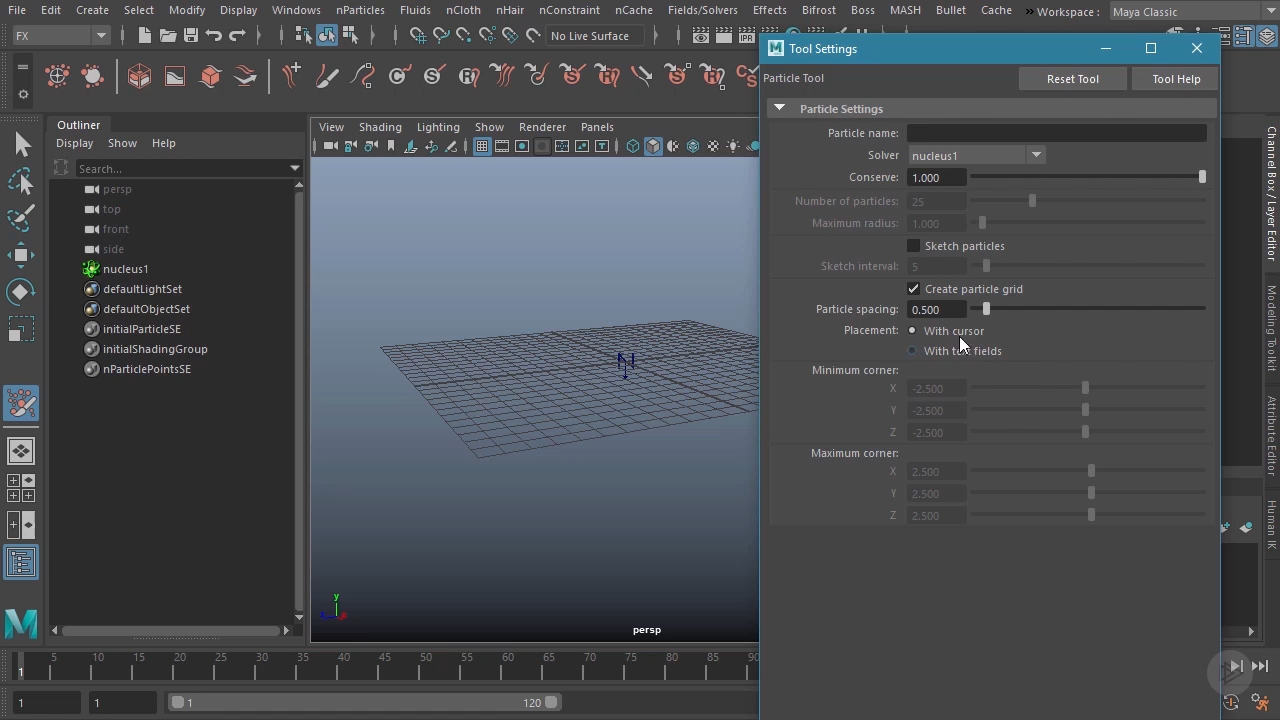 File Edit Create Select Modify Display Windows nParticles Fluids nCloth nHair nConstraint nCache Fields/Solvers Effects Bifrost Boss MASH Bullet Cache » Workspace : Maya Classic
FX No Live Surface IPR
Tool Settings
Particle Tool Reset Tool Tool Help
Particle Settings
Particle name:
Solver nucleus1
Conserve: 1.000
Number of particles: 25
Maximum radius: 1.000
Sketch particles
Sketch interval: 5
Create particle grid
Particle spacing: 0.500
Placement: With cursor
With fields
Minimum corner:
X -2.500
Y -2.500
Z -2.500
Maximum corner:
X 2.500
Y 2.500
Z 2.500
Outliner
Display Show Help
Search...
persp
top
front
side
nucleus1
defaultLightSet
defaultObjectSet
initialParticleSE
initialShadingGroup
nParticlePointsSE
View Shading Lighting Show Renderer Panels
N
y
persp
Channel Box / Layer Editor
Modeling Toolkit
Attribute Editor
Human IK
1 5 10 15 20 25 30 35 40 45 50 55 60 65 70 75 80 85 90
1 1 1 120